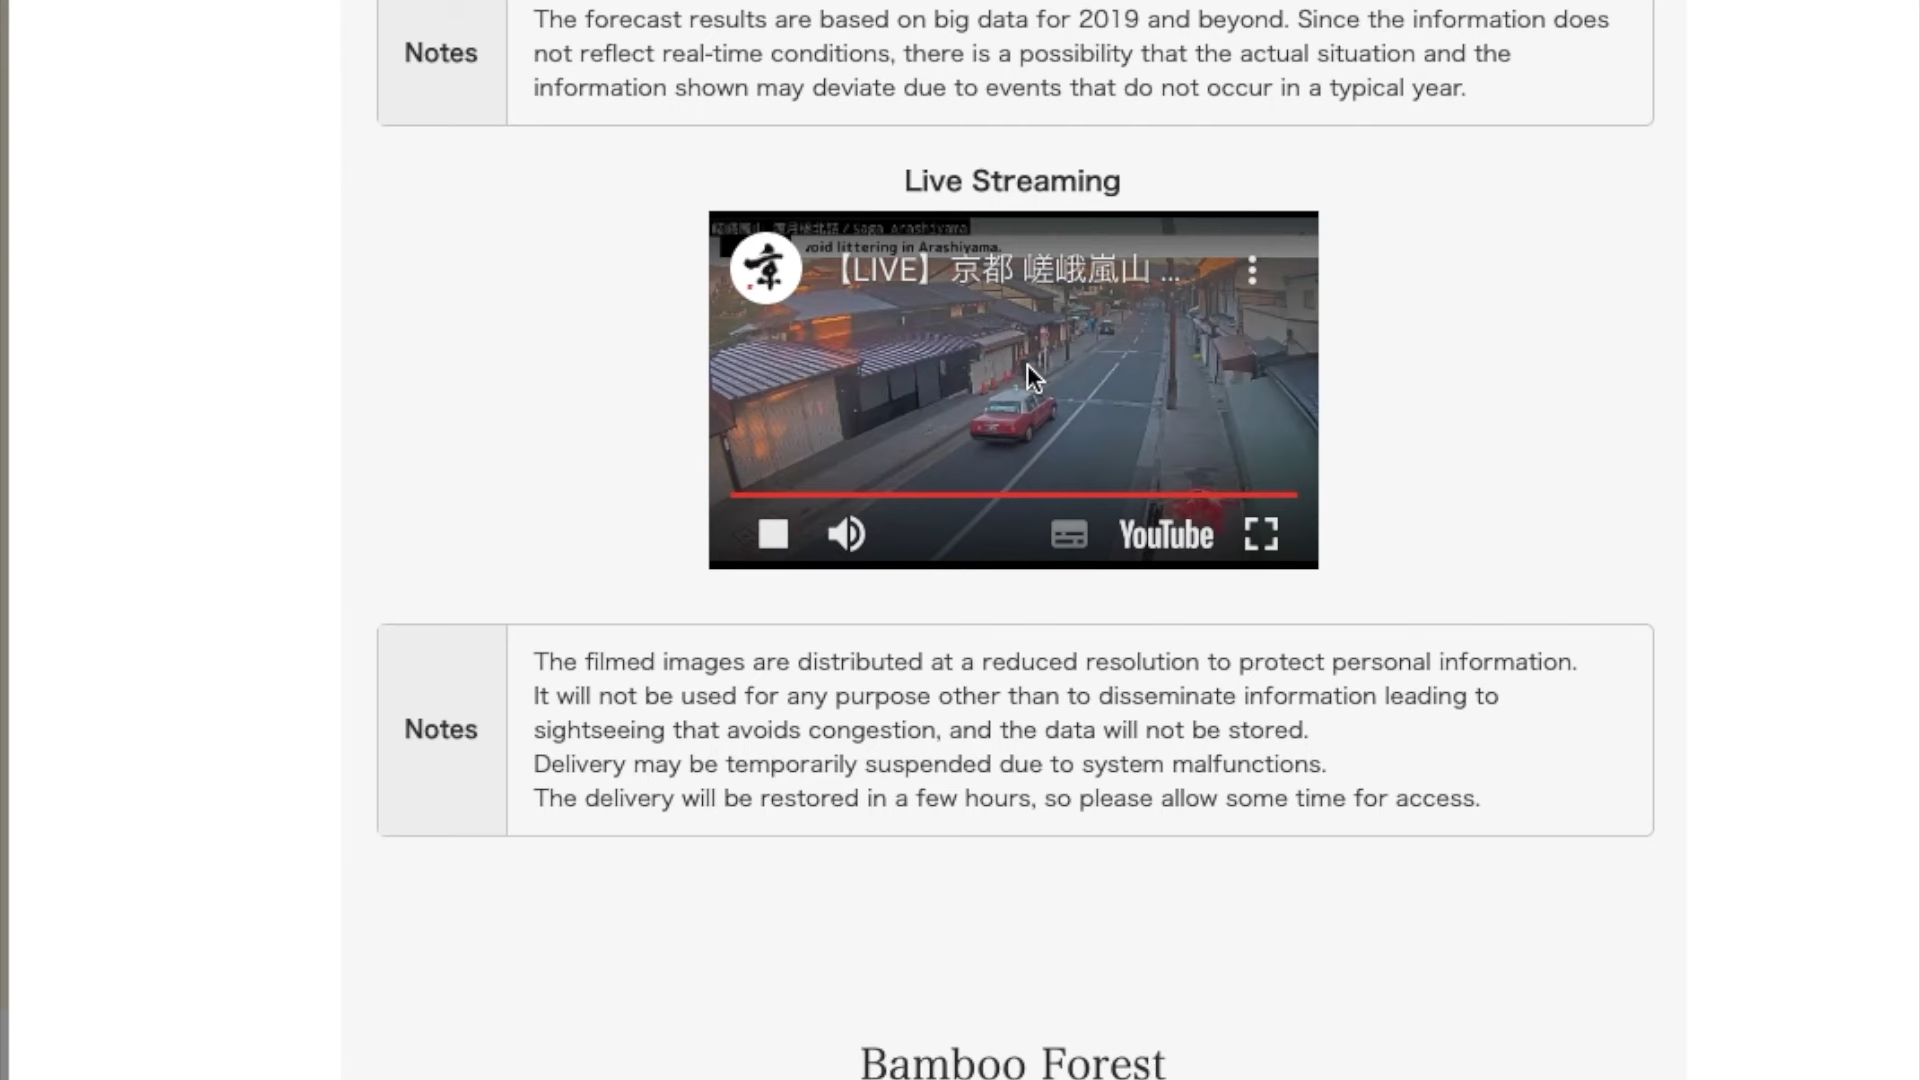 The forecast results are based on big data for 2019 and beyond. Since the information does
Notes
not reflect real-time conditions, there is a possibility that the actual situation and the
information shown may deviate due to events that do not occur in a typical year.
Live Streaming
/ Saga Arashiyama
void littering in Arashiyama.
京
【LIVE】京都 嵯峨嵐山 ...
YouTube
The filmed images are distributed at a reduced resolution to protect personal information.
It will not be used for any purpose other than to disseminate information leading to
Notes
sightseeing that avoids congestion, and the data will not be stored.
Delivery may be temporarily suspended due to system malfunctions.
The delivery will be restored in a few hours, so please allow some time for access.
Bamboo Forest